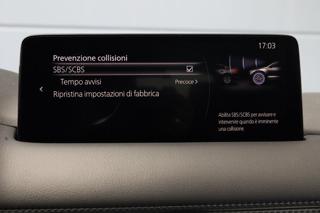 17:03
Prevenzione collisioni
SBS/SCBS
Tempo avvisi Precoce
Ripristina impostazioni di fabbrica
Abilita SBS/SCBS per avvisare e
intervenire quando è imminente
una collisione.